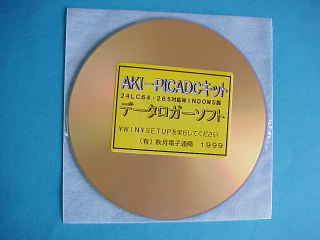 AKI-PICADCキット
24LC64・265対応WINDOWS版
データロガーソフト
¥WIN¥SETUPを実行してください
(有)秋月電子通商 1999